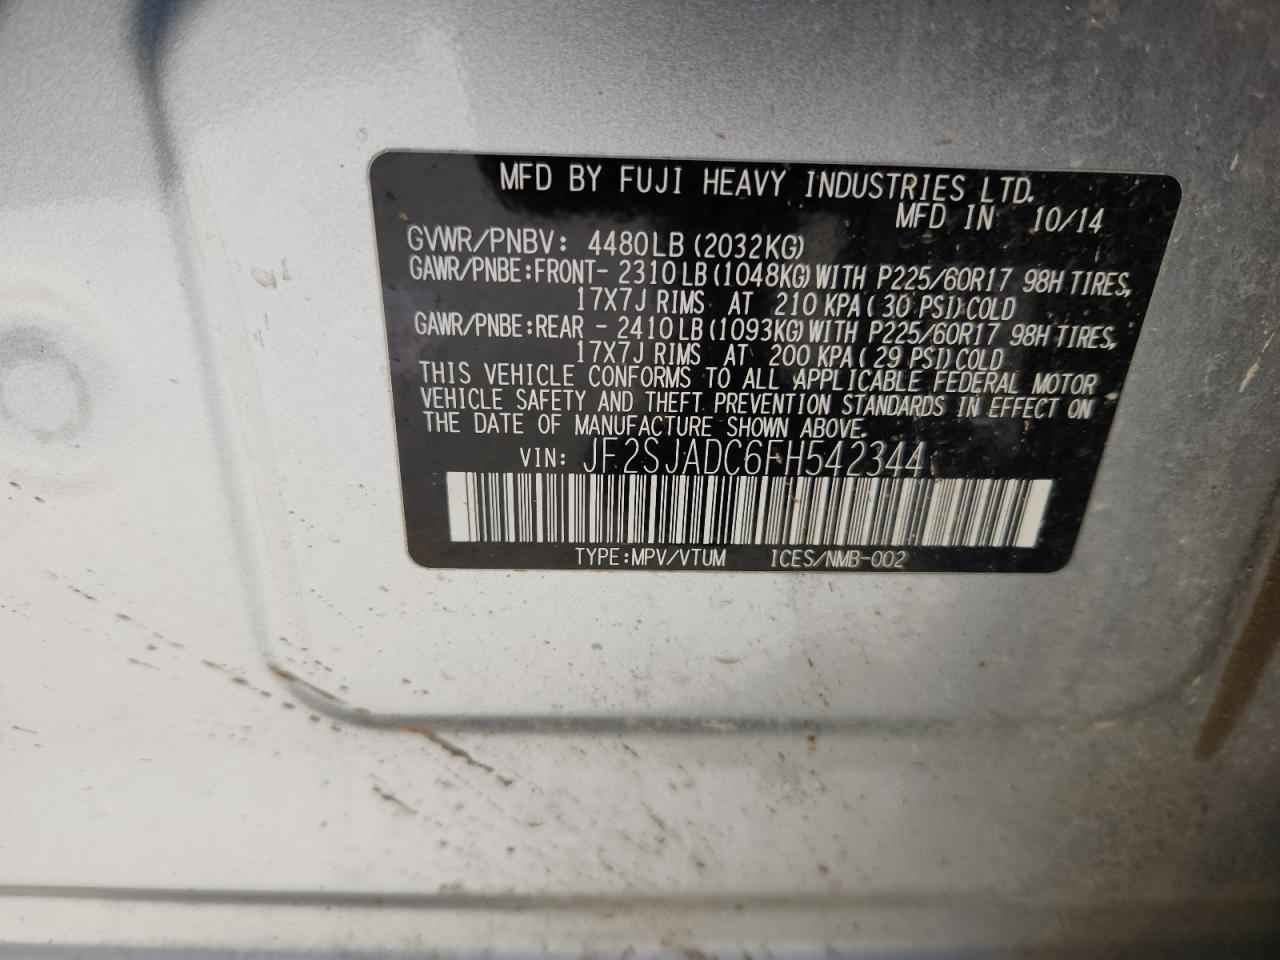 MFD BY FUJI HEAVY INDUSTRIES LTD.
MFD IN 10/14
GVWR/PNBV: 4480LB (2032KG)
GAWR/PNBE:FRONT- 2310LB (1048KG)WITH P225/60R17 98H TIRES,
17X7J RIMS AT 210 KPA( 30 PSI)COLD
GAWR/PNBE:REAR - 2410LB (1093KG)WITH P225/60R17 98H TIRES,
17X7J RIMS AT 200 KPA( 29 PSI)COLD
THIS VEHICLE CONFORMS TO ALL APPLICABLE FEDERAL MOTOR
VEHICLE SAFETY AND THEFT PREVENTION STANDARDS IN EFFECT ON
THE DATE OF MANUFACTURE SHOWN ABOVE.
VIN: JF2SJADC6FH542344
TYPE:MPV/VTUM ICES/NMB-002